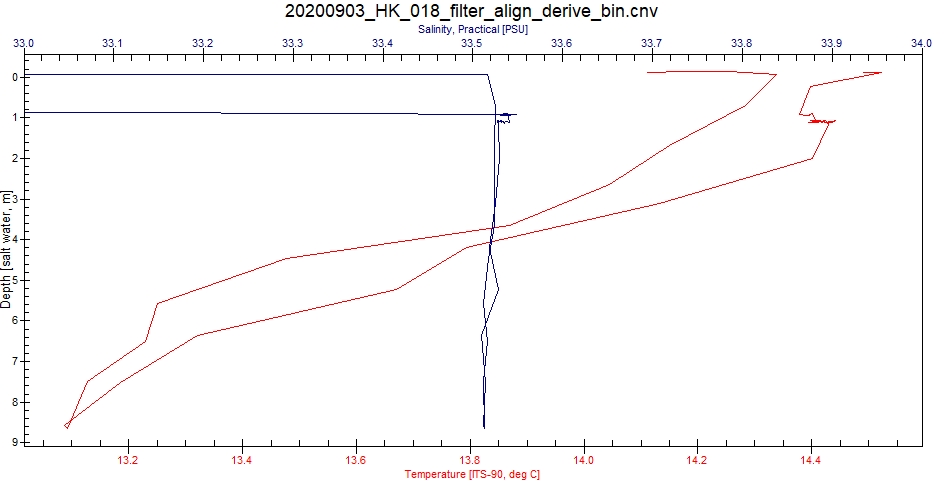 20200903_HK_018_filter_align_derive_bin.cnv
Salinity, Practical [PSU]
33.0 33.1 33.2 33.3 33.4 33.5 33.6 33.7 33.8 33.9 34.0
0
1
2
3
4
5
6
7
8
9
Depth [salt water, m]
13.2 13.4 13.6 13.8 14.0 14.2 14.4
Temperature [ITS-90, deg C]